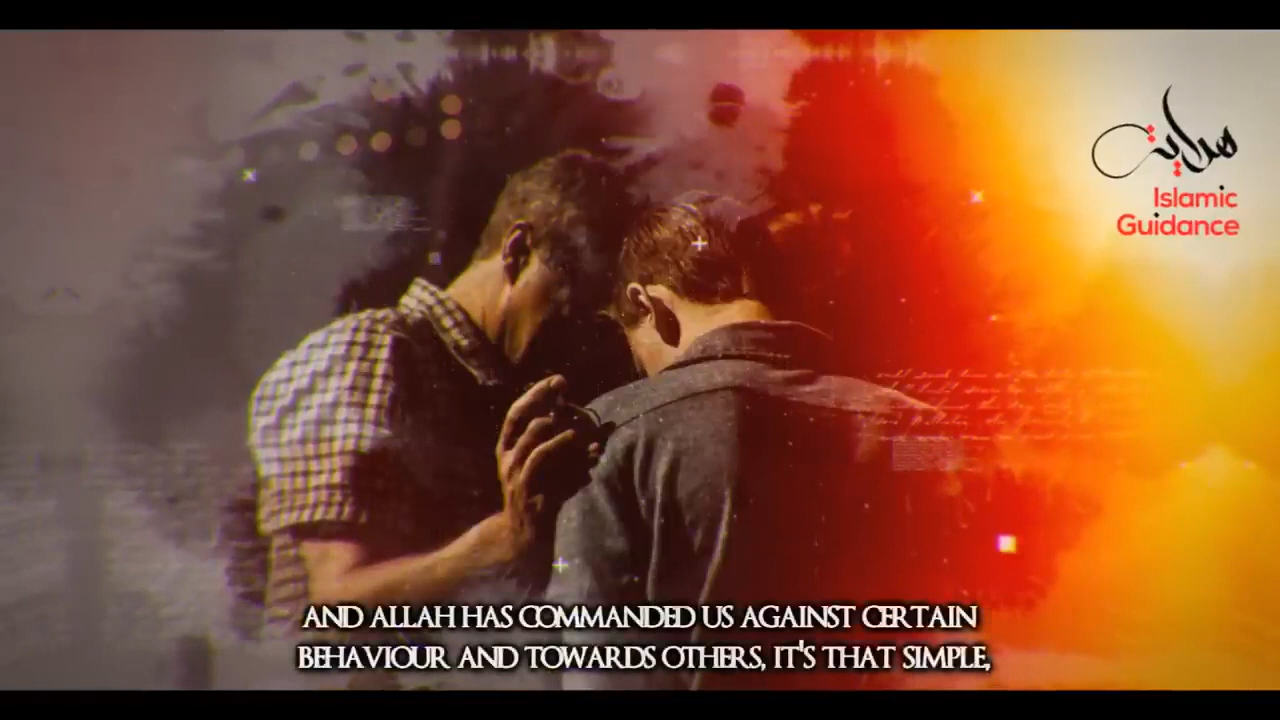 هداية
Islamic
Guidance
AND ALLAH HAS COMMANDED US AGAINST CERTAIN
BEHAVIOUR AND TOWARDS OTHERS, IT'S THAT SIMPLE,